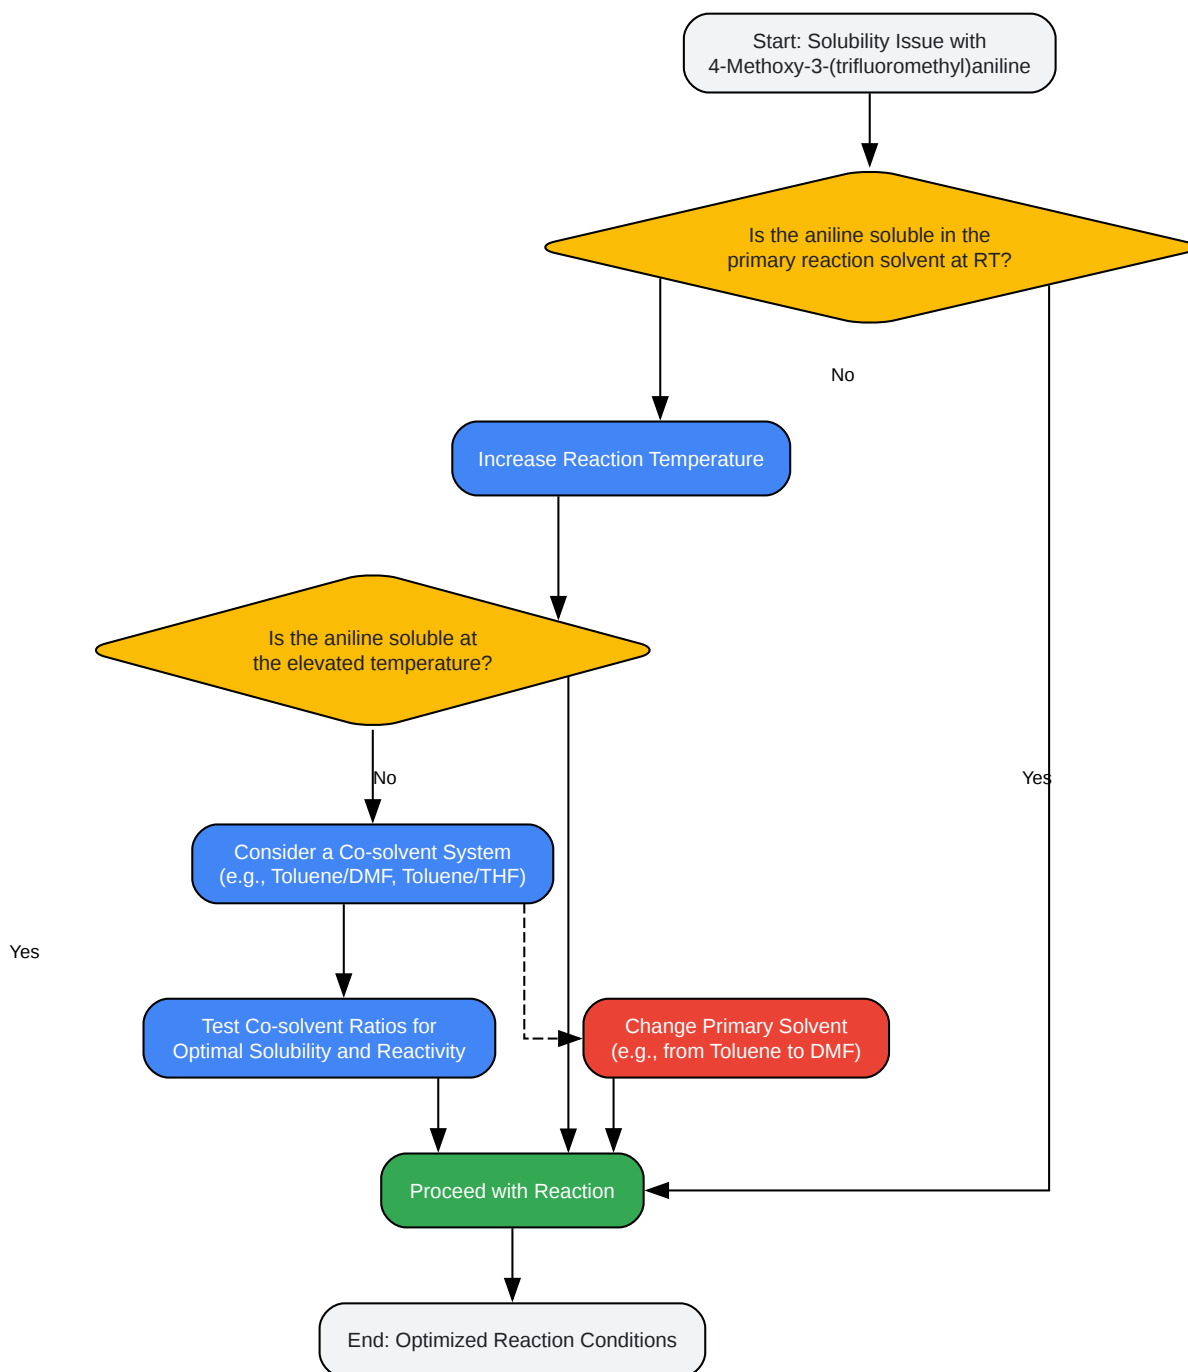 Start: Solubility Issue with
4-Methoxy-3-(trifluoromethyl)aniline
Is the aniline soluble in the
primary reaction solvent at RT?
No
Increase Reaction Temperature
Is the aniline soluble at
the elevated temperature?
No
Yes
Consider a Co-solvent System
(e.g., Toluene/DMF, Toluene/THF)
Yes
Test Co-solvent Ratios for
Optimal Solubility and Reactivity
Change Primary Solvent
(e.g., from Toluene to DMF)
Proceed with Reaction
End: Optimized Reaction Conditions